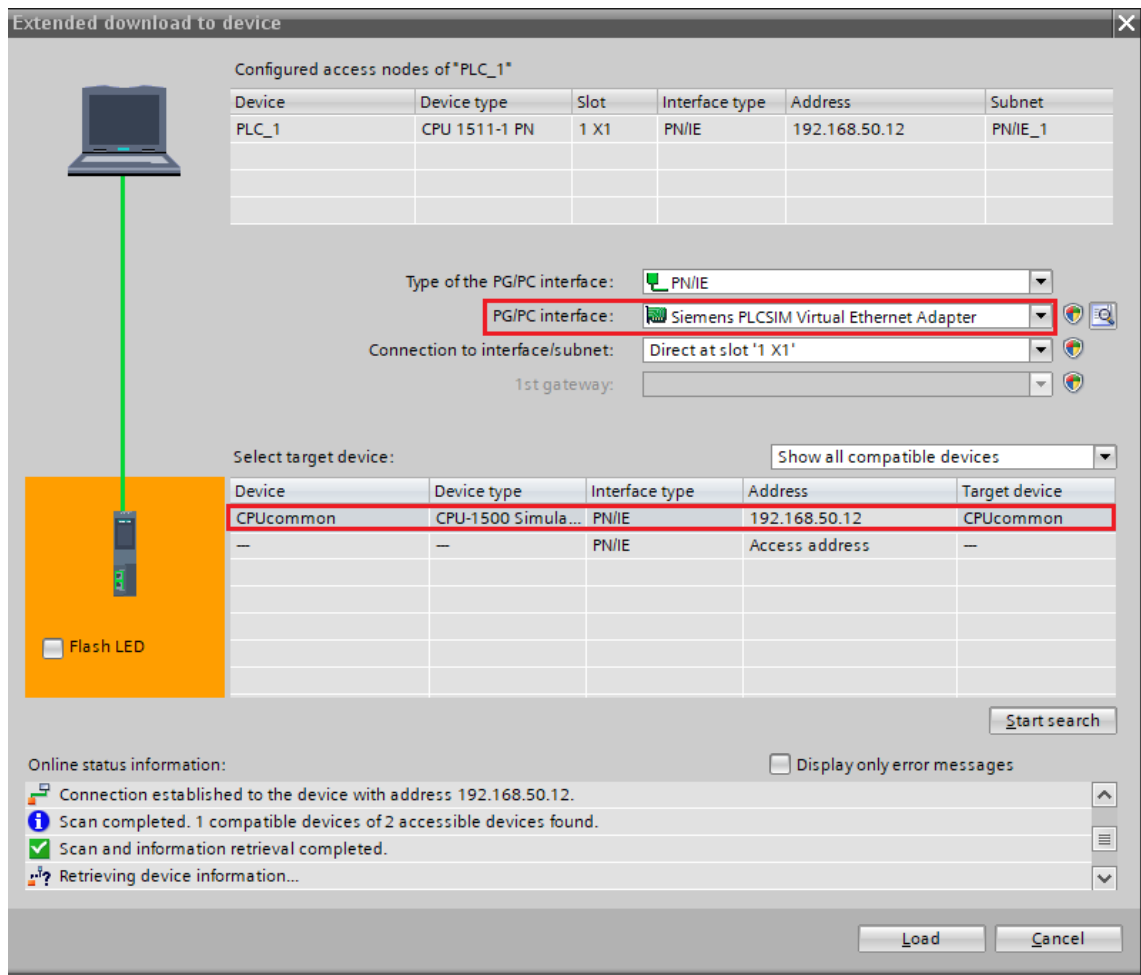 Extended download to device
Configured access nodes of "PLC_1"
Device Device type Slot Interface type Address Subnet
PLC_1 CPU 1511-1 PN 1 X1 PN/IE 192.168.50.12 PN/IE_1
Type of the PG/PC interface: PN/IE
PG/PC interface: Siemens PLCSIM Virtual Ethernet Adapter
Connection to interface/subnet: Direct at slot '1 X1'
1st gateway:
Select target device: Show all compatible devices
Device Device type Interface type Address Target device
CPUcommon CPU-1500 Simula... PN/IE 192.168.50.12 CPUcommon
— — PN/IE Access address —
Flash LED
Start search
Online status information: Display only error messages
Connection established to the device with address 192.168.50.12.
Scan completed. 1 compatible devices of 2 accessible devices found.
Scan and information retrieval completed.
Retrieving device information...
Load Cancel